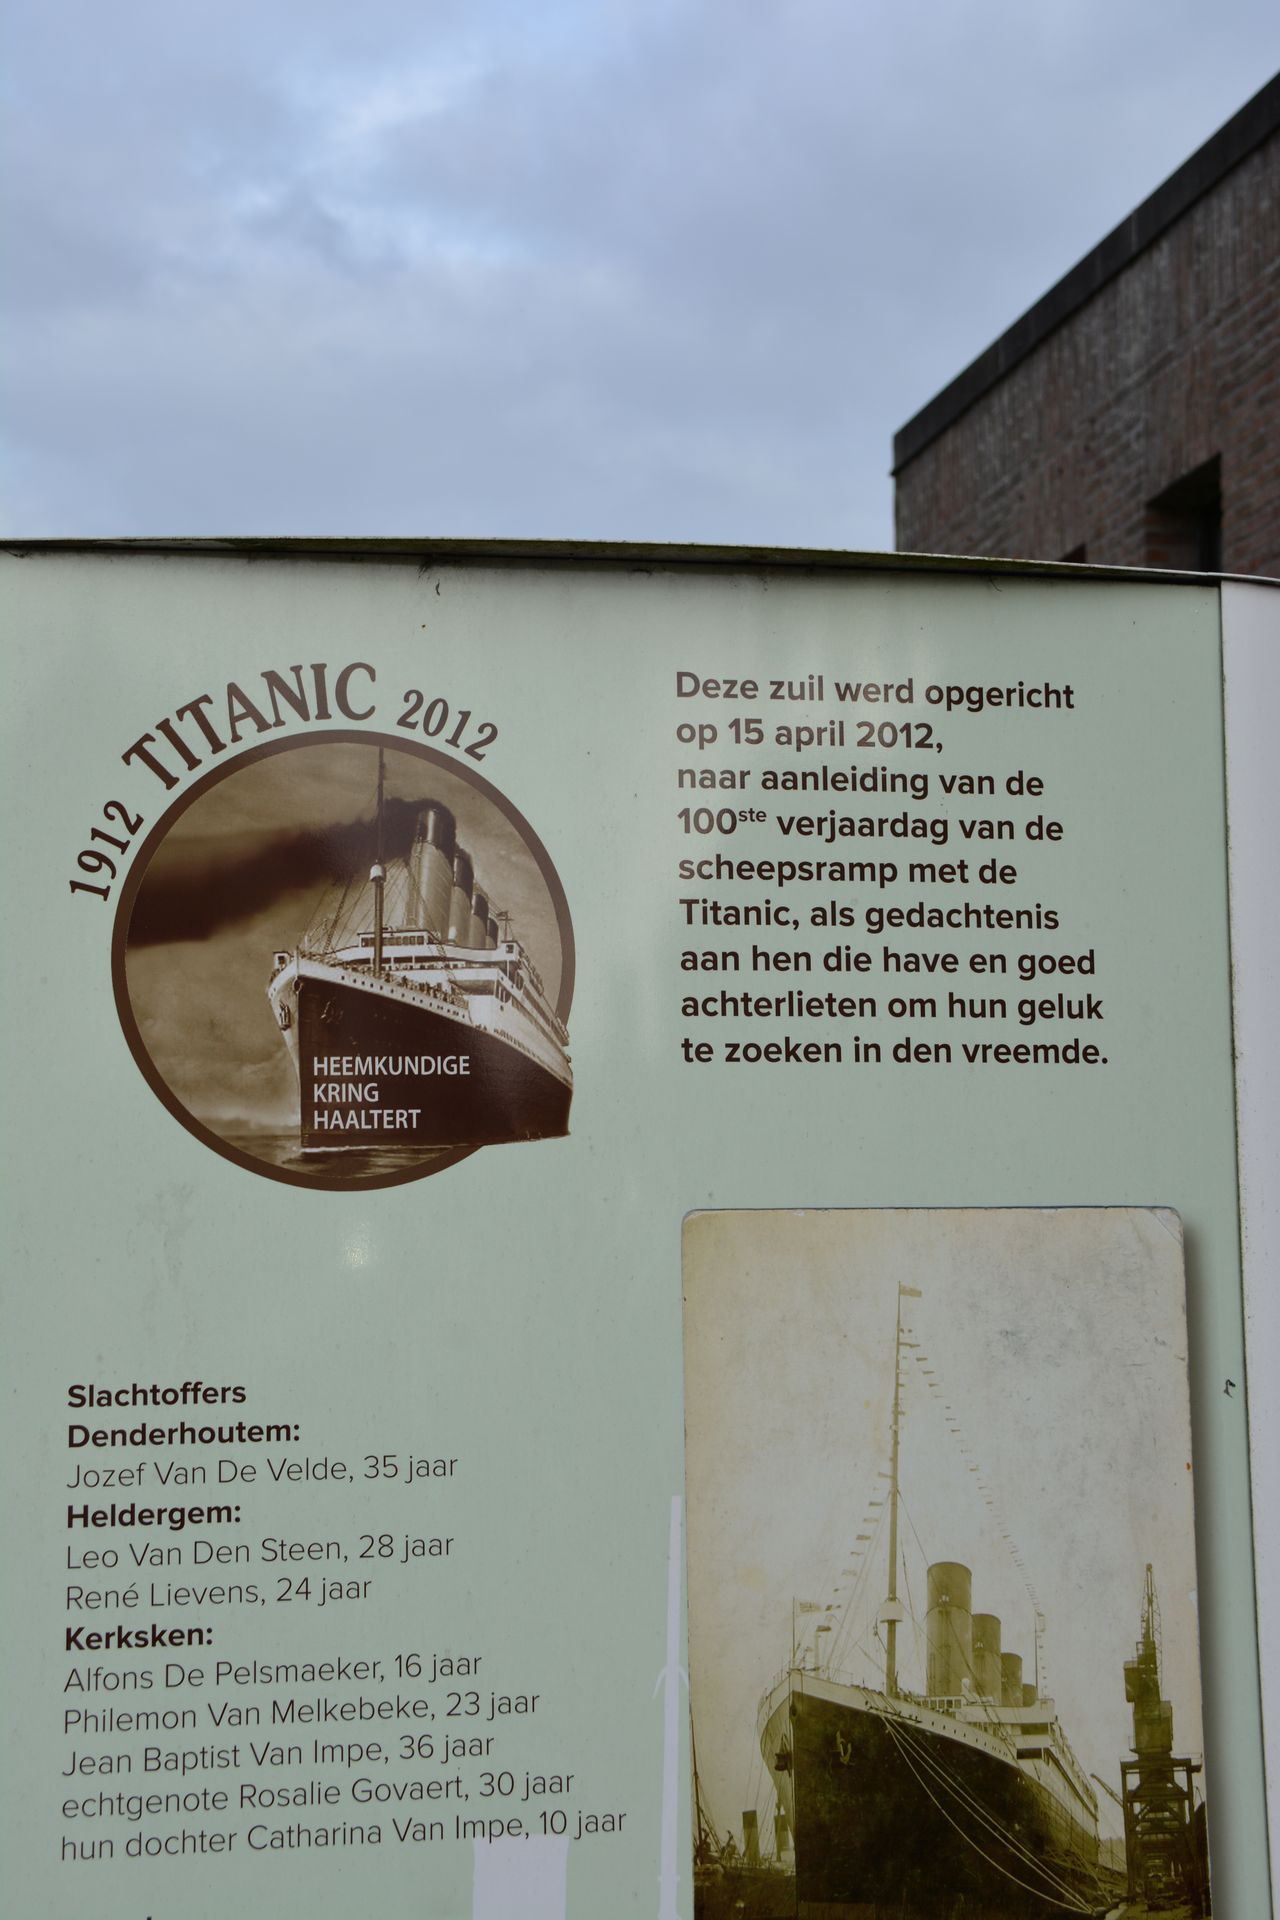 1912 TITANIC 2012
HEEMKUNDIGE
KRING
HAALTERT
Deze zuil werd opgericht
op 15 april 2012,
naar aanleiding van de
100ste verjaardag van de
scheepsramp met de
Titanic, als gedachtenis
aan hen die have en goed
achterlieten om hun geluk
te zoeken in den vreemde.
Slachtoffers
Denderhoutem:
Jozef Van De Velde, 35 jaar
Heldergem:
Leo Van Den Steen, 28 jaar
René Lievens, 24 jaar
Kerksken:
Alfons De Pelsmaeker, 16 jaar
Philemon Van Melkebeke, 23 jaar
Jean Baptist Van Impe, 36 jaar
echtgenote Rosalie Govaert, 30 jaar
hun dochter Catharina Van Impe, 10 jaar